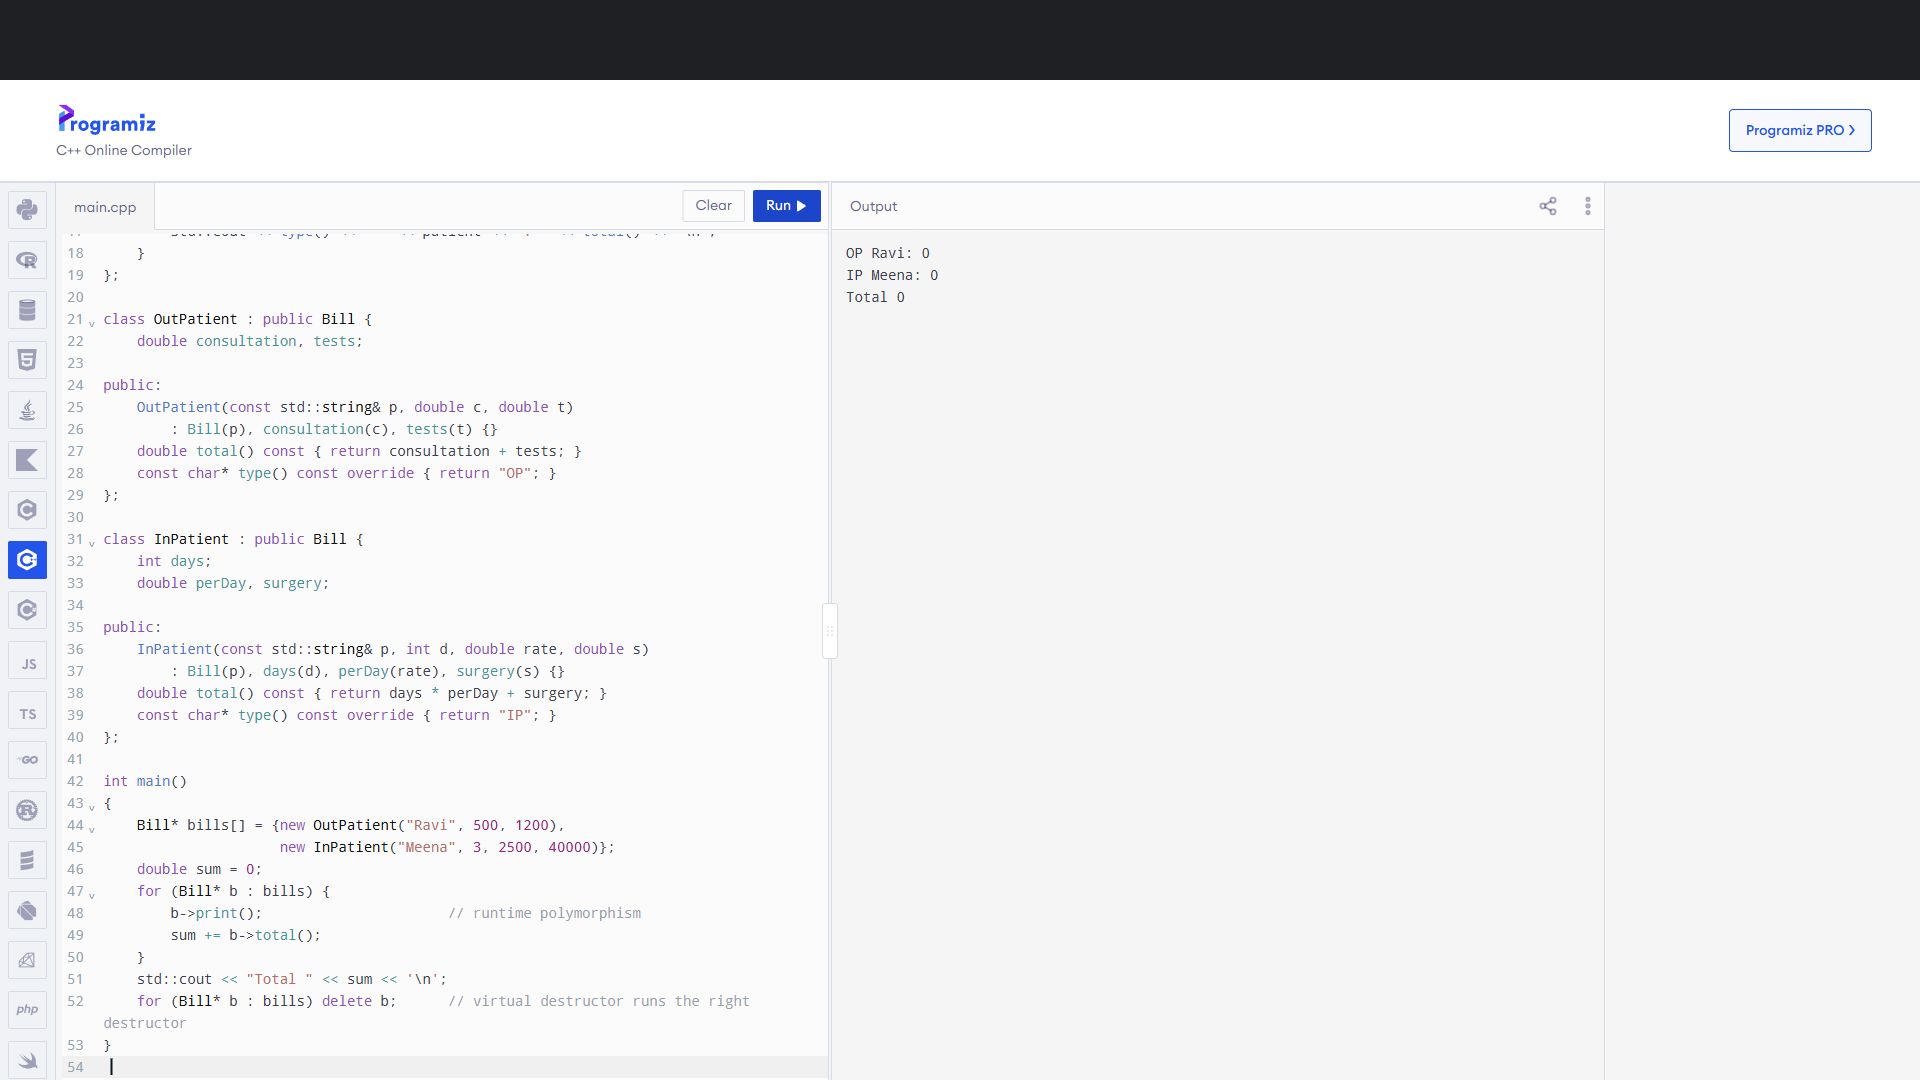 Programiz
C++ Online Compiler
Programiz PRO ❯
main.cpp
Clear
Run
Output
18     }
19 };
20
21 class OutPatient : public Bill {
22     double consultation, tests;
23
24 public:
25     OutPatient(const std::string& p, double c, double t)
26         : Bill(p), consultation(c), tests(t) {}
27     double total() const { return consultation + tests; }
28     const char* type() const override { return "OP"; }
29 };
30
31 class InPatient : public Bill {
32     int days;
33     double perDay, surgery;
34
35 public:
36     InPatient(const std::string& p, int d, double rate, double s)
37         : Bill(p), days(d), perDay(rate), surgery(s) {}
38     double total() const { return days * perDay + surgery; }
39     const char* type() const override { return "IP"; }
40 };
41
42 int main()
43 {
44     Bill* bills[] = {new OutPatient("Ravi", 500, 1200),
45                      new InPatient("Meena", 3, 2500, 40000)};
46     double sum = 0;
47     for (Bill* b : bills) {
48         b->print();                      // runtime polymorphism
49         sum += b->total();
50     }
51     std::cout << "Total " << sum << '\n';
52     for (Bill* b : bills) delete b;      // virtual destructor runs the right
destructor
53 }
54
OP Ravi: 0
IP Meena: 0
Total 0
JS
TS
GO
php